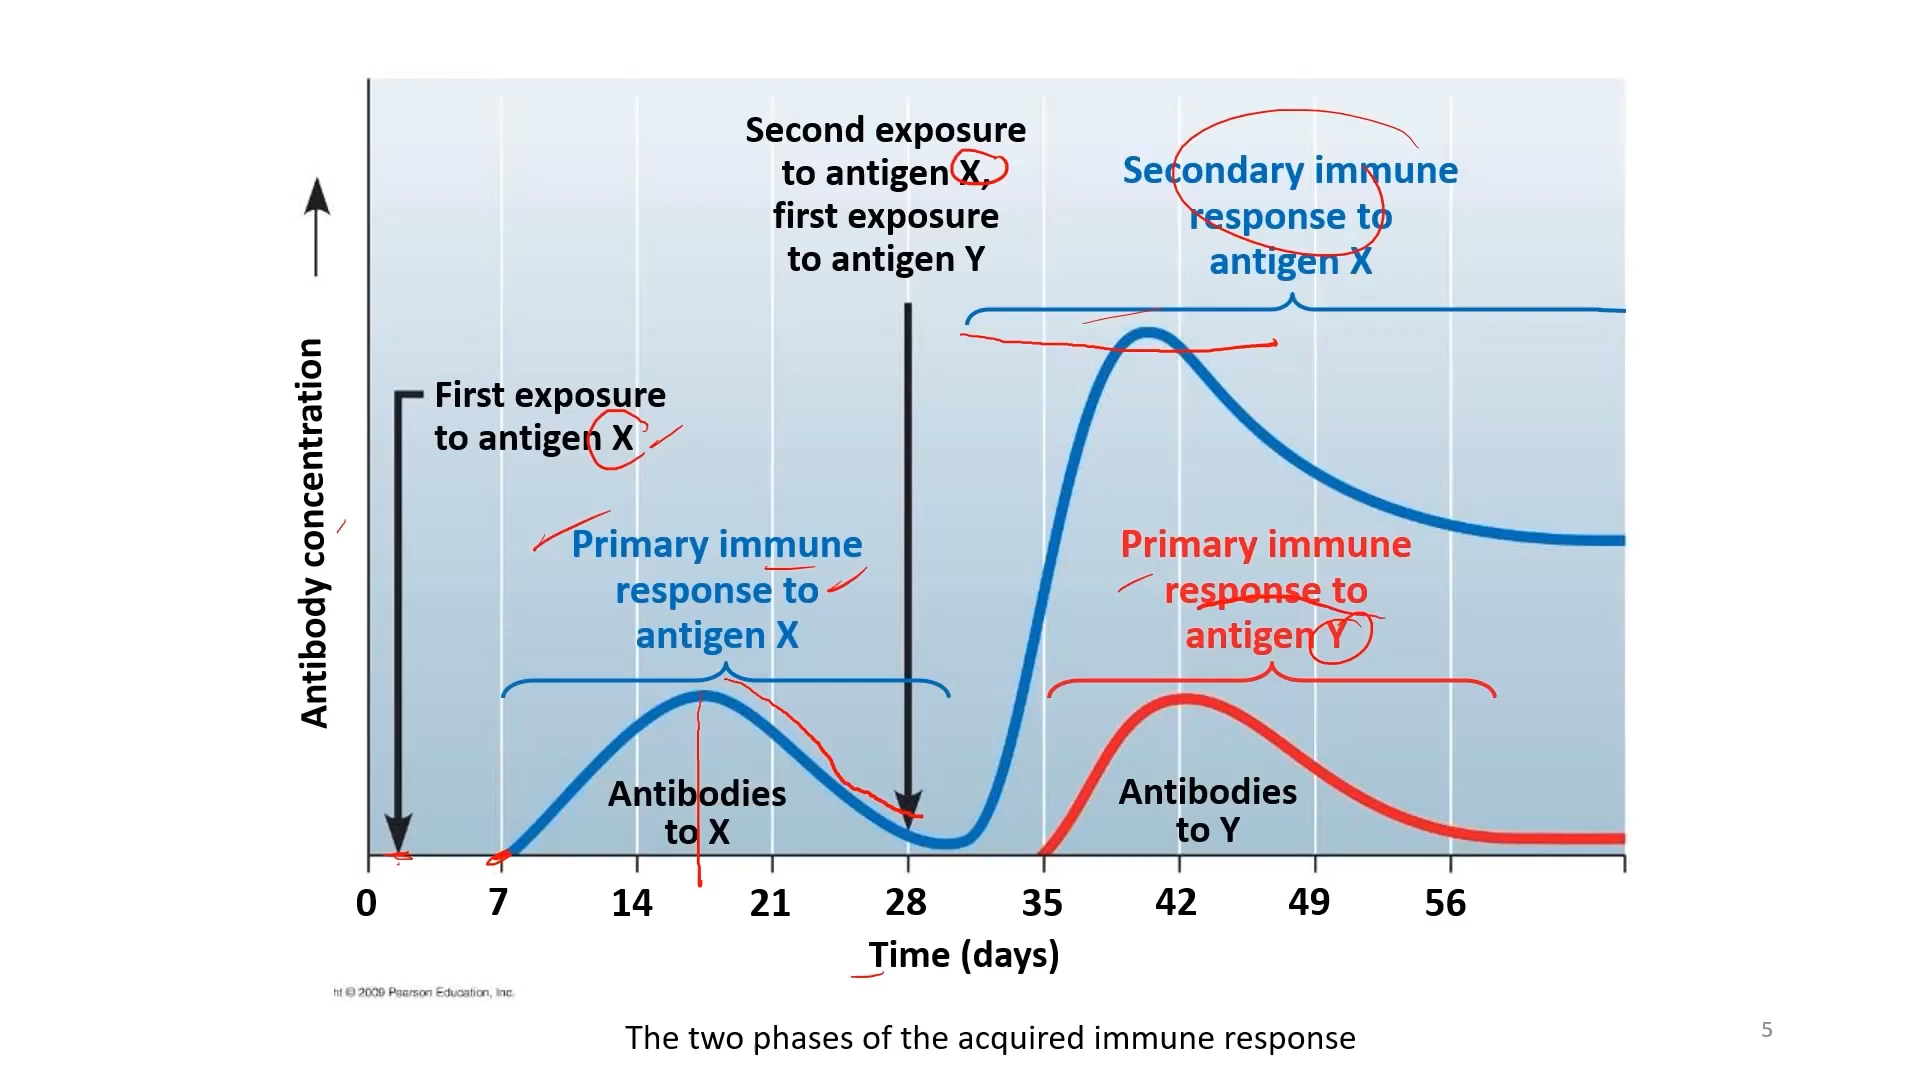 Second exposure
to antigen X,
first exposure
to antigen Y
Secondary immune
response to
antigen X
First exposure
to antigen X
Antibody concentration
Primary immune
response to
antigen X
Primary immune
response to
antigen Y
Antibodies
to X
Antibodies
to Y
0 7 14 21 28 35 42 49 56
Time (days)
ht © 2009 Pearson Education, Inc.
The two phases of the acquired immune response
5